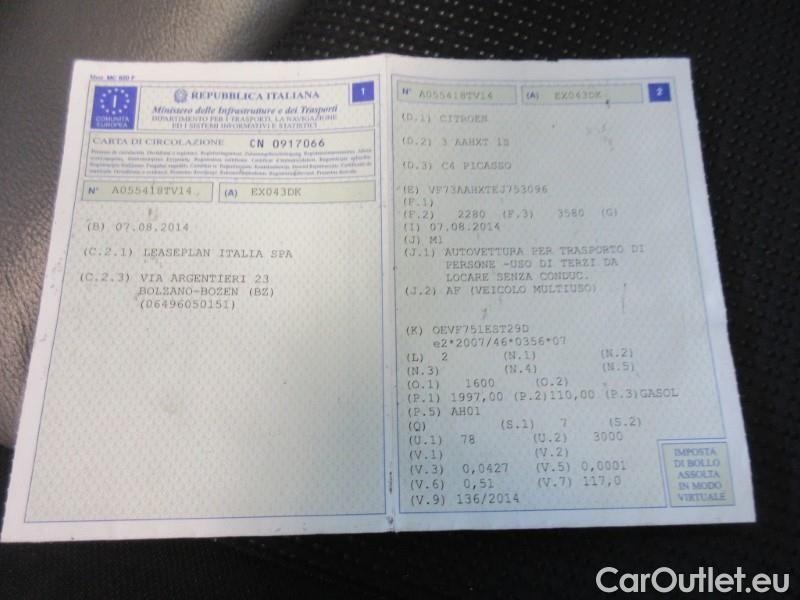 Mod. MC 820 F
REPUBBLICA ITALIANA
1
I
COMUNITÀ
EUROPEA
Ministero delle Infrastrutture e dei Trasporti
DIPARTIMENTO PER I TRASPORTI, LA NAVIGAZIONE
ED I SISTEMI INFORMATIVI E STATISTICI
CARTA DI CIRCOLAZIONE CN 0917066
N° A055418TV14 (A) EX043DK
(B) 07.08.2014
(C.2.1) LEASEPLAN ITALIA SPA
(C.2.3) VIA ARGENTIERI 23
BOLZANO-BOZEN (BZ)
(06496050151)
N° A055418TV14 (A) EX043DK 2
(D.1) CITROEN
(D.2) 3 AAHXT
(D.3) C4 PICASSO
(E) VF73AAHXTEJ753096
(F.1)
(F.2) 2280 (F.3) 3580 (G)
(I) 07.08.2014
(J) M1
(J.1) AUTOVETTURA PER TRASPORTO DI
PERSONE -USO DI TERZI DA
LOCARE SENZA CONDUC.
(J.2) AF (VEICOLO MULTIUSO)
(K) OEVF751EST29D
e2*2007/46*0356*07
(L) 2 (N.1) (N.2)
(N.3) (N.4) (N.5)
(O.1) 1600 (O.2)
(P.1) 1997,00 (P.2)110,00 (P.3)GASOL
(P.5) AH01
(Q) (S.1) 7 (S.2)
(U.1) 78 (U.2) 3000
(V.1) (V.2)
(V.3) 0,0427 (V.5) 0,0001
(V.6) 0,51 (V.7) 117,0
(V.9) 136/2014
IMPOSTA
DI BOLLO
ASSOLTA
IN MODO
VIRTUALE
CarOutlet.eu